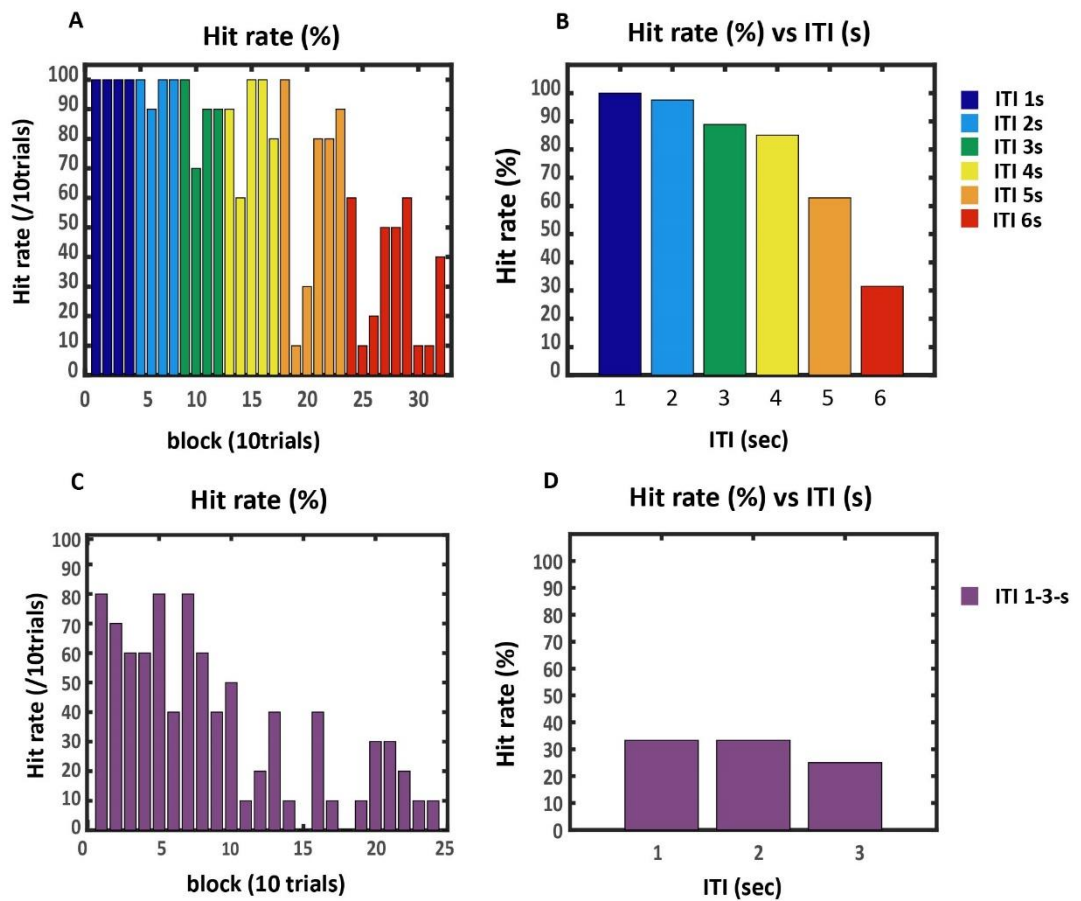 A
Hit rate (%)
Hit rate (/10trials)
100
90
80
70
60
50
40
30
20
10
0
0 5 10 15 20 25 30
block (10trials)
B
Hit rate (%) vs ITI (s)
Hit rate (%)
100
90
80
70
60
50
40
30
20
10
0
1 2 3 4 5 6
ITI (sec)
ITI 1s
ITI 2s
ITI 3s
ITI 4s
ITI 5s
ITI 6s
C
Hit rate (%)
Hit rate (/10trials)
100
90
80
70
60
50
40
30
20
10
0
0 5 10 15 20 25
block (10 trials)
D
Hit rate (%) vs ITI (s)
Hit rate (%)
100
90
80
70
60
50
40
30
20
10
0
1 2 3
ITI (sec)
ITI 1-3-s